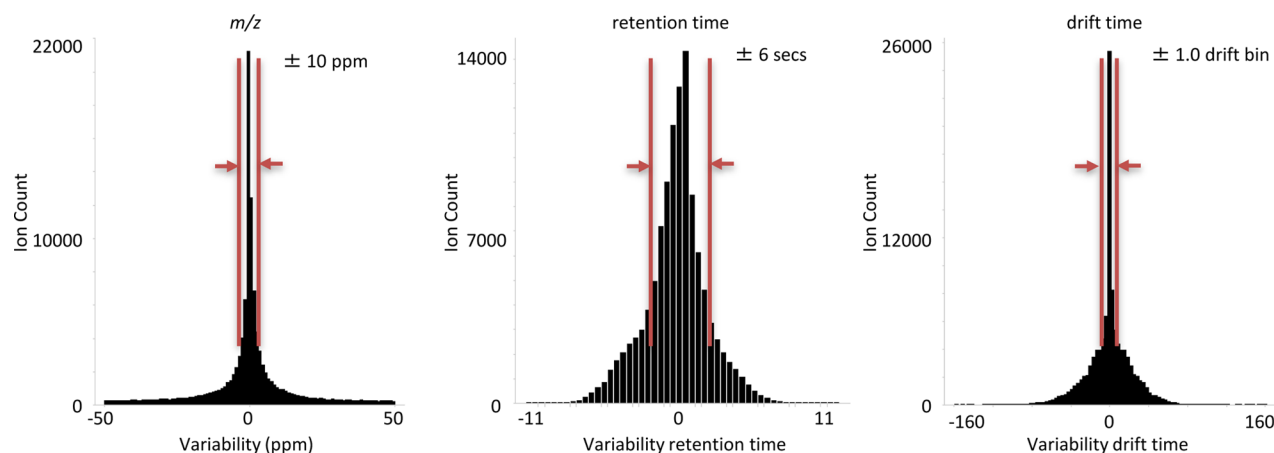 m/z
22000
± 10 ppm
Ion Count
10000
0
-50
0
50
Variability (ppm)
retention time
14000
± 6 secs
Ion Count
7000
0
-11
0
11
Variability retention time
drift time
26000
± 1.0 drift bin
Ion Count
12000
0
-160
0
160
Variability drift time